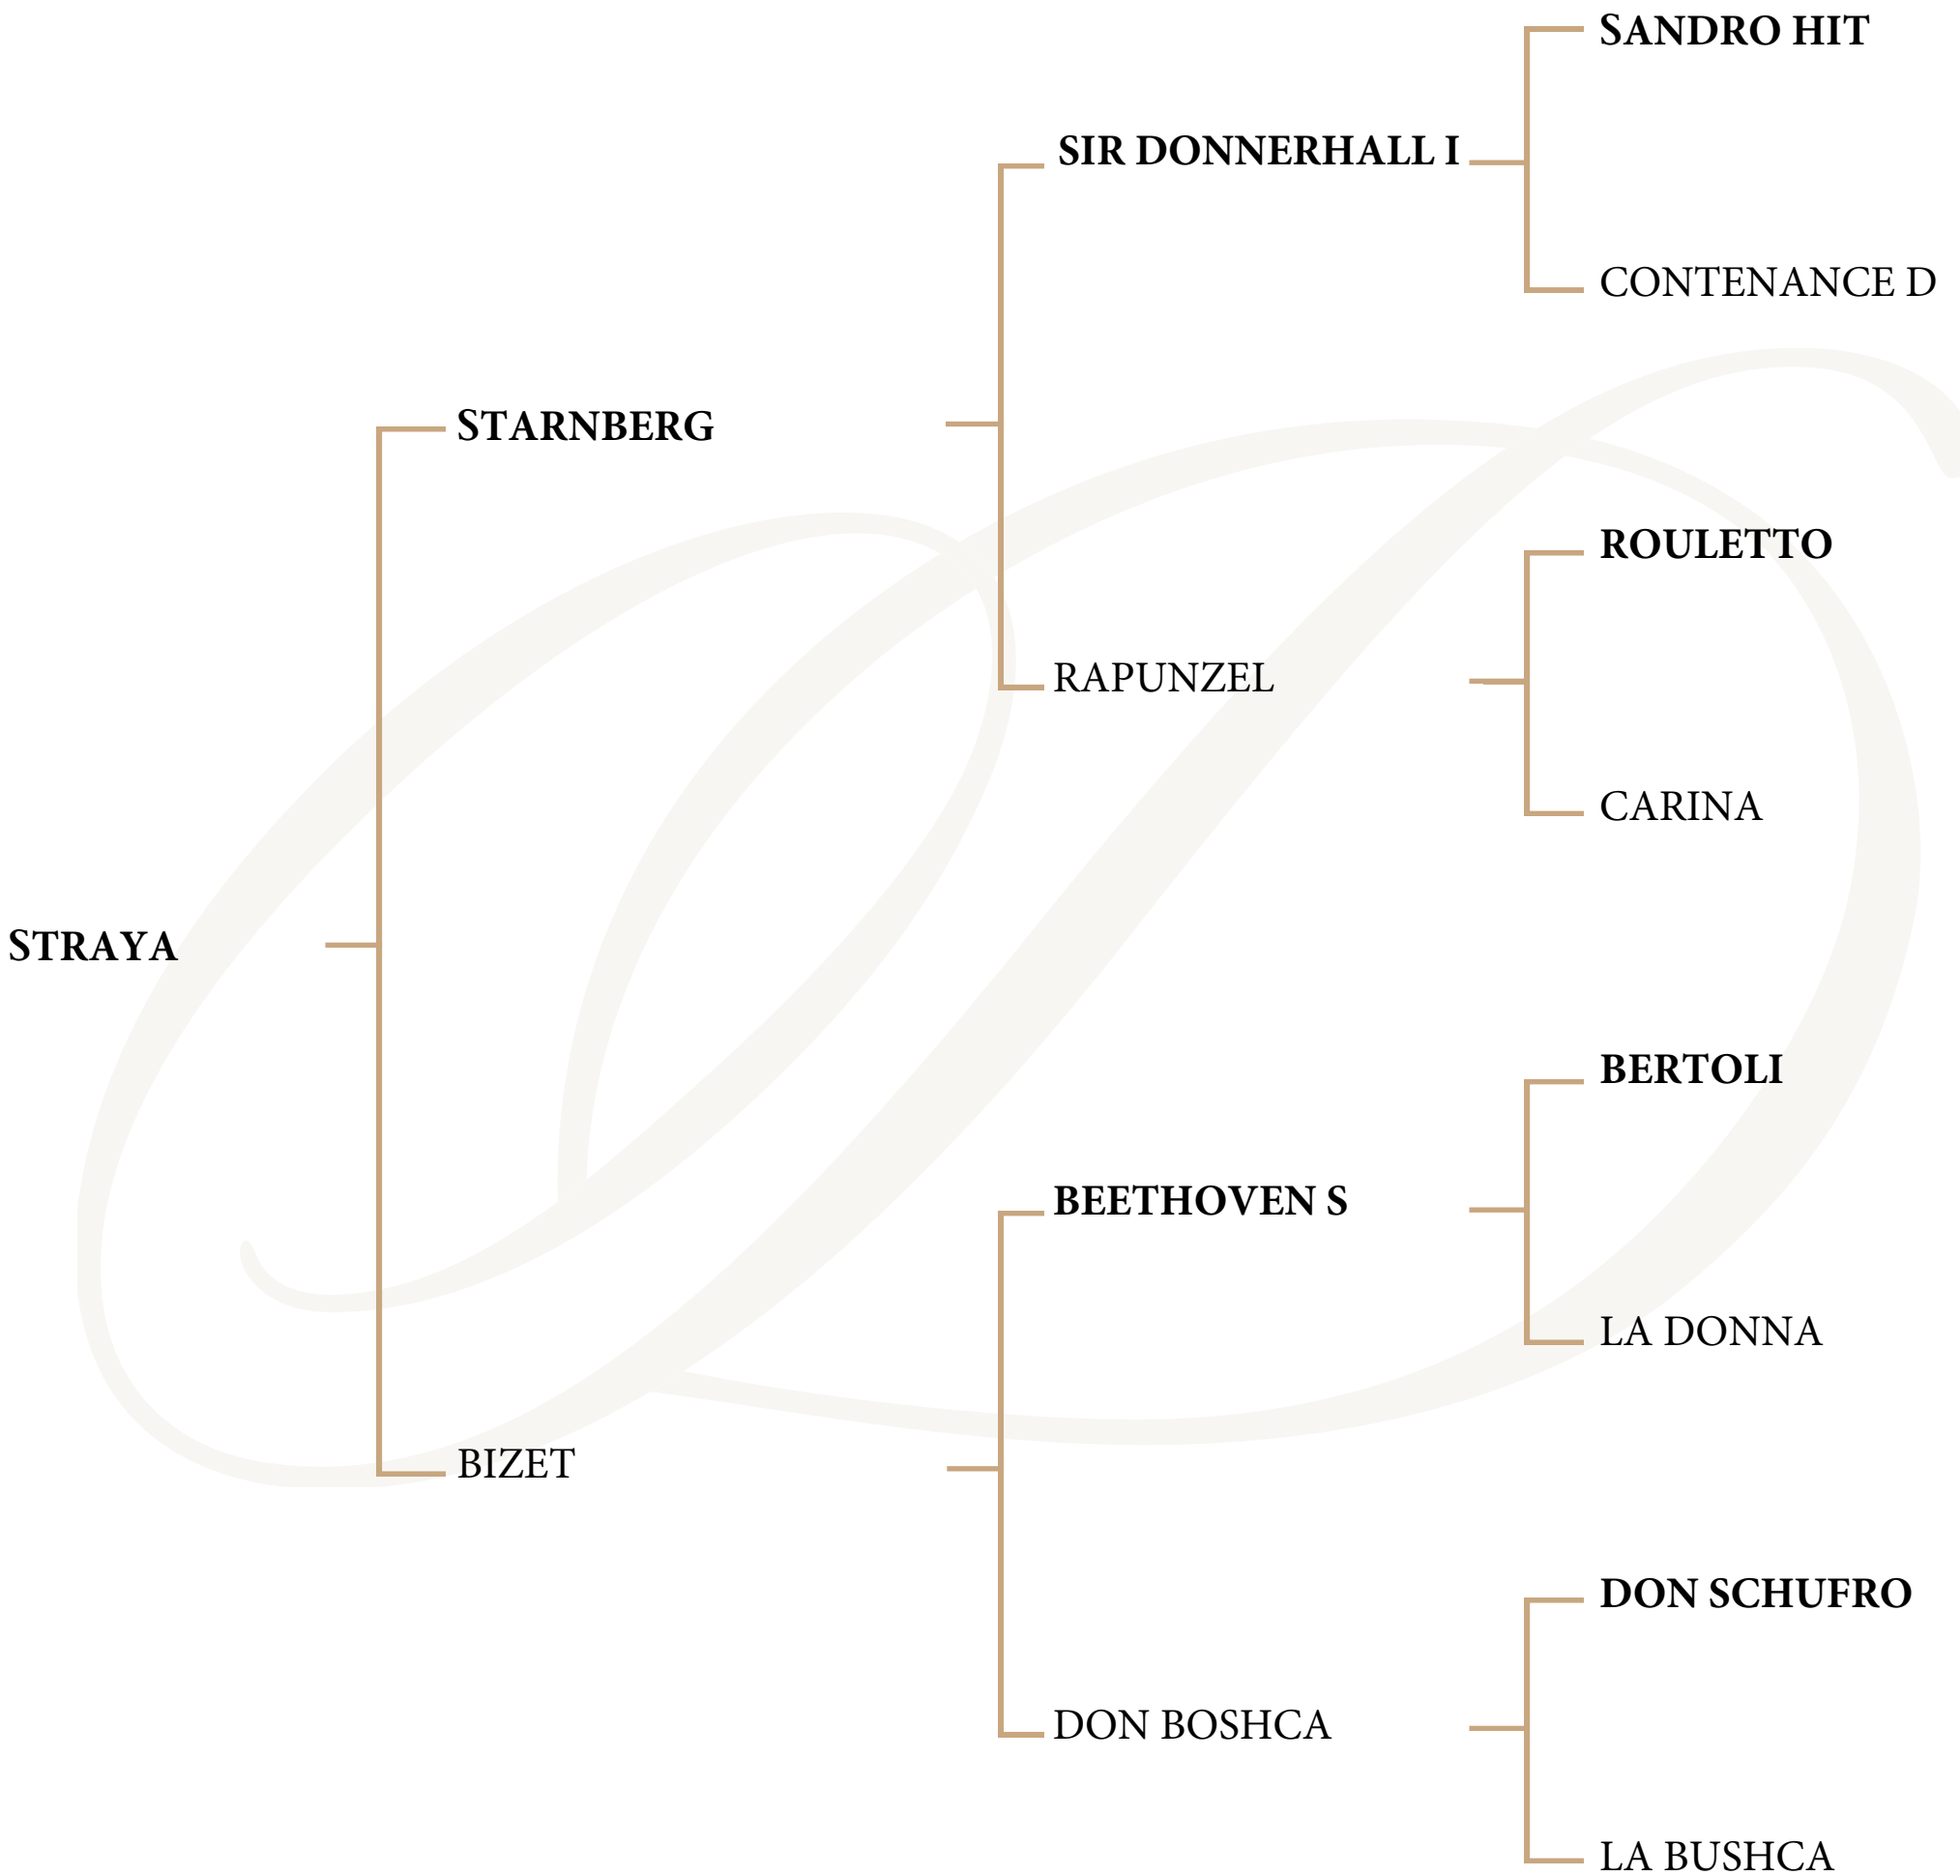 SANDRO HIT
SIR DONNERHALL I
CONTENANCE D
STARNBERG
ROULETTO
RAPUNZEL
CARINA
STRAYA
BERTOLI
BEETHOVEN S
LA DONNA
BIZET
DON SCHUFRO
DON BOSHCA
LA BUSHCA